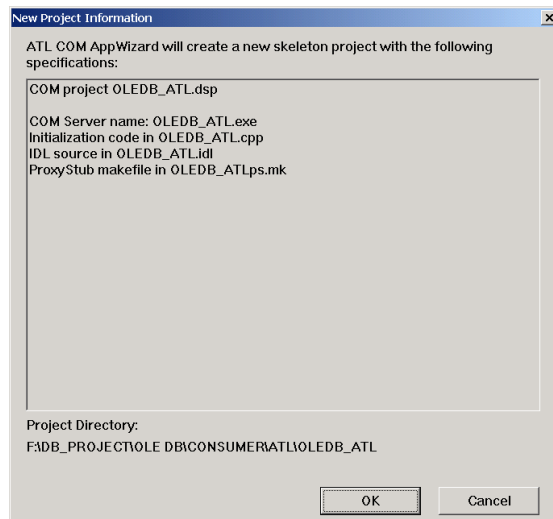 New Project Information
ATL COM AppWizard will create a new skeleton project with the following
specifications:
COM project OLEDB_ATL.dsp
COM Server name: OLEDB_ATL.exe
Initialization code in OLEDB_ATL.cpp
IDL source in OLEDB_ATL.idl
ProxyStub makefile in OLEDB_ATLps.mk
Project Directory:
F:\DB_PROJECT\OLE DB\CONSUMER\ATL\OLEDB_ATL
OK Cancel